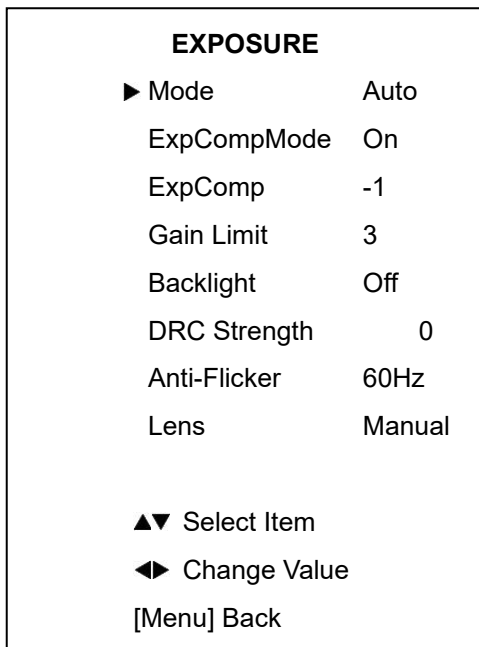 EXPOSURE
▶ Mode Auto
ExpCompMode On
ExpComp -1
Gain Limit 3
Backlight Off
DRC Strength 0
Anti-Flicker 60Hz
Lens Manual
▲▼ Select Item
◀▶ Change Value
[Menu] Back